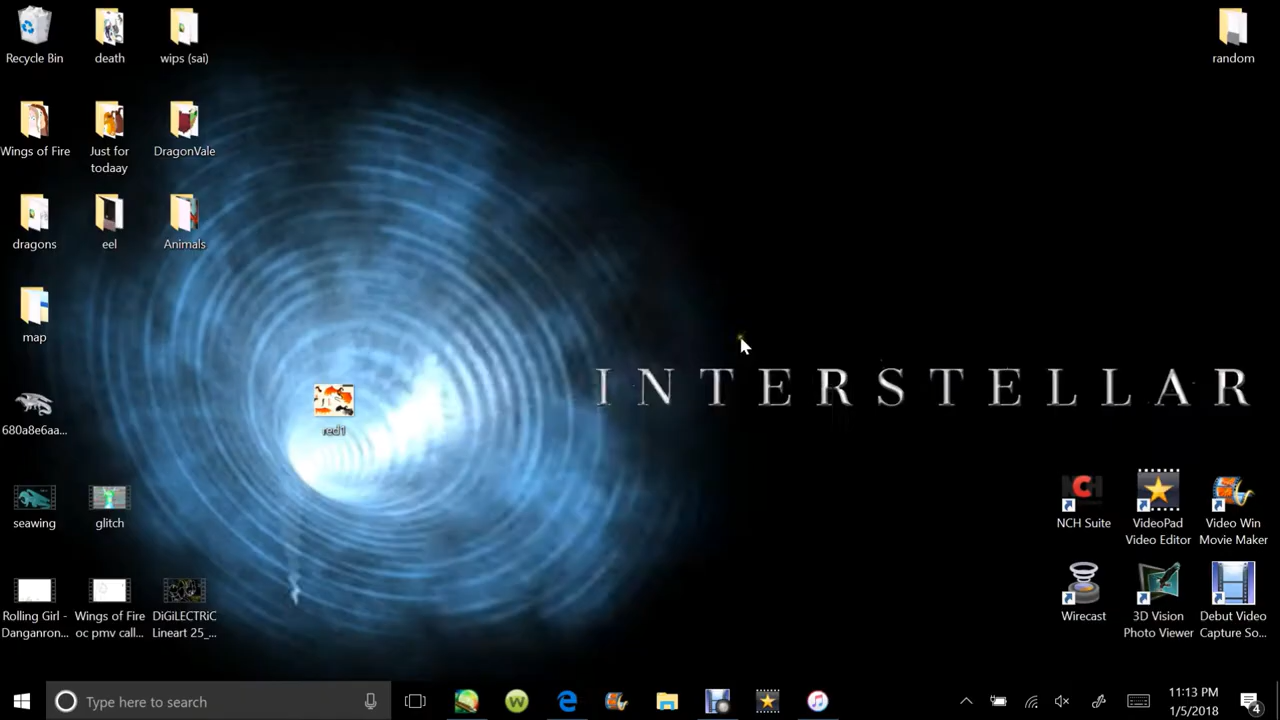 Recycle Bin
death
wips (sai)
random
Wings of Fire
Just for
todaay
DragonVale
dragons
eel
Animals
map
INTERSTELLAR
red1
680a8e6aa...
seawing
glitch
NCH
NCH Suite
VideoPad
Video Editor
Video Win
Movie Maker
Rolling Girl -
Danganron...
Wings of Fire
oc pmv call...
DiGiLECTRiC
Lineart 25_...
Wirecast
3D Vision
Photo Viewer
Debut Video
Capture So...
Type here to search
W
11:13 PM
1/5/2018
4